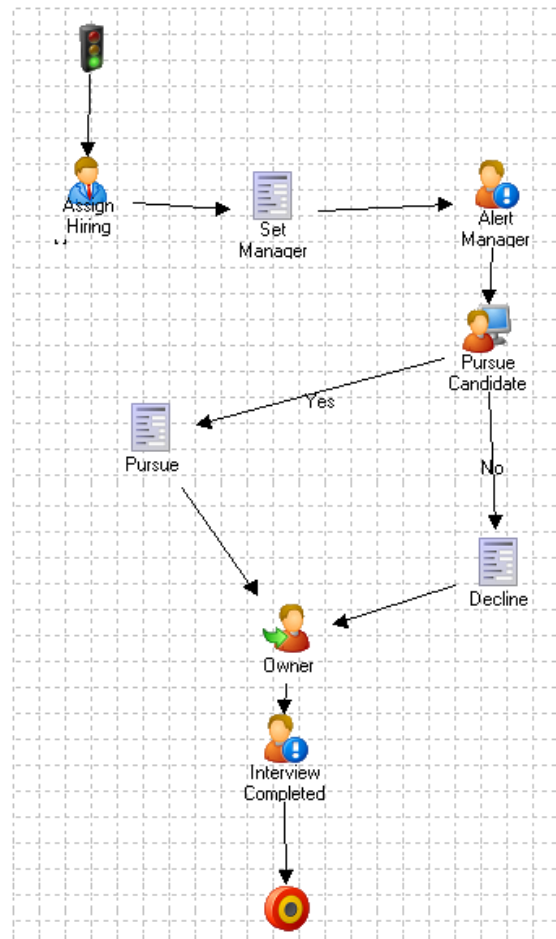 Assign
Hiring
Set
Manager
Alert
Manager
Pursue
Candidate
Yes
No
Pursue
Decline
Owner
Interview
Completed